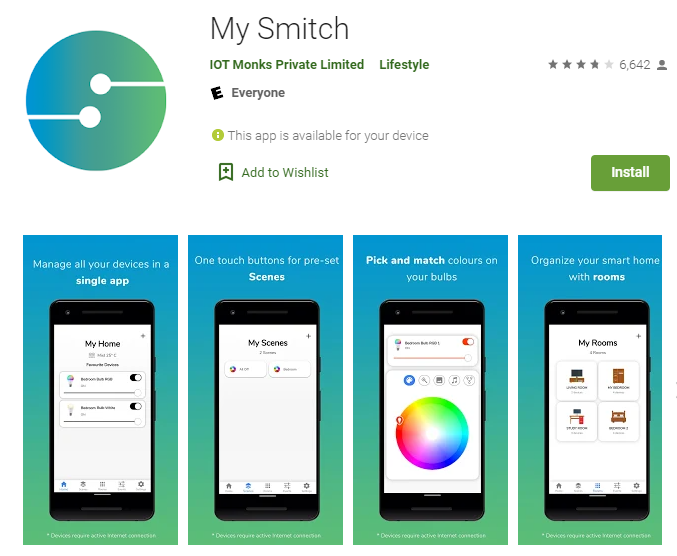 My Smitch
IOT Monks Private Limited Lifestyle
6,642
E Everyone
This app is available for your device
Add to Wishlist
Install
Manage all your devices in a
single app
My Home
Favourite Devices
Bedroom Bulb RGB
Bedroom Bulb White
* Devices require active Internet connection
One touch buttons for pre-set
Scenes
My Scenes
2 Scenes
All Off
Bedroom
* Devices require active Internet connection
Pick and match colours on
your bulbs
Bedroom Bulb RGB 1
* Devices require active Internet connection
Organize your smart home
with rooms
My Rooms
4 Rooms
LIVING ROOM
MY BEDROOM
STUDY ROOM
BEDROOM 2
* Devices require active Internet connection